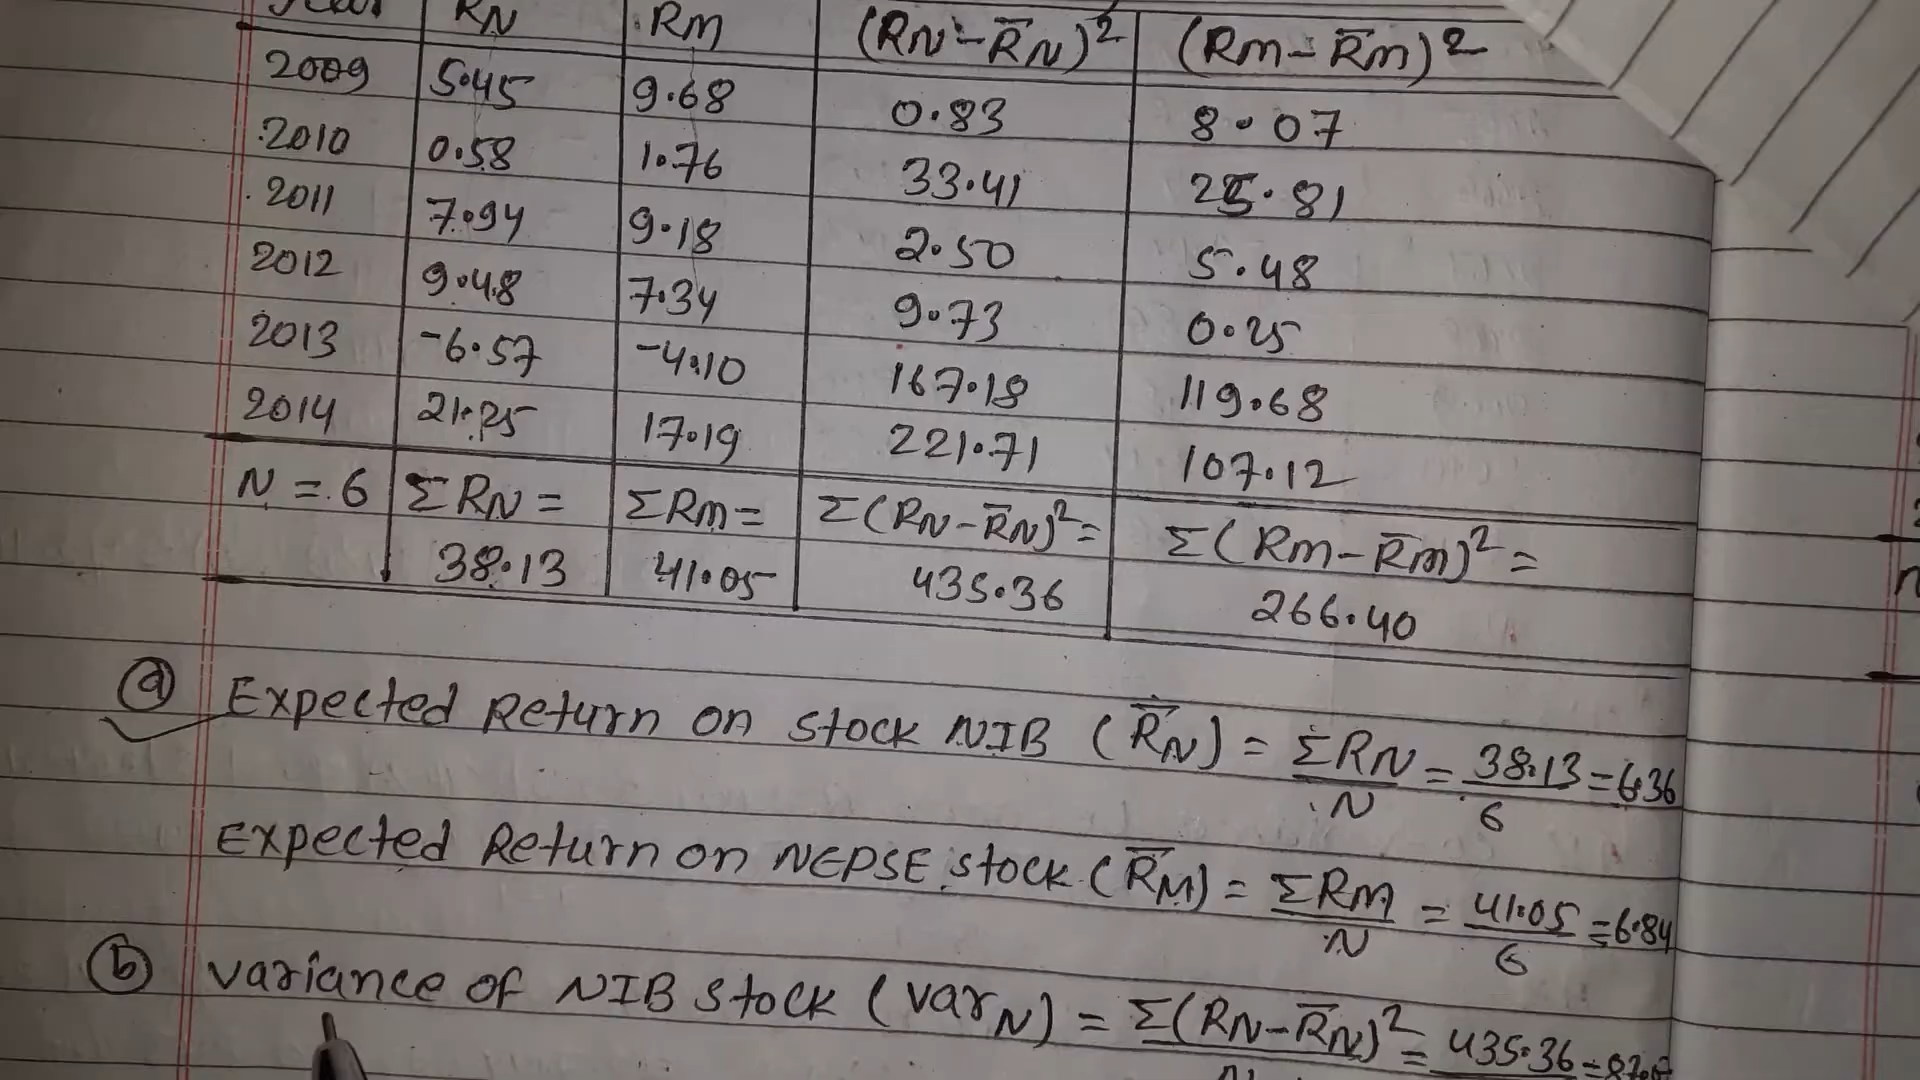 Year RN RM (RN-R̅N)² (Rm-R̅m)²
2009 5.45 9.68 0.83 8.07
2010 0.58 1.76 33.41 25.81
2011 7.94 9.18 2.50 5.48
2012 9.48 7.34 9.73 0.25
2013 -6.57 -4.10 167.18 119.68
2014 21.25 17.19 221.71 107.12
N = 6 ΣRN = ΣRm = Σ(RN-R̅N)² = Σ(Rm-R̅m)² =
38.13 41.05 435.36 266.40
(a) Expected Return on stock NIB (R̅N) = ΣRN/N = 38.13/6 = 6.36
Expected Return on NEPSE stock (R̅M) = ΣRm/N = 41.05/6 = 6.84
(b) variance of NIB stock (varN) = Σ(RN-R̅N)² = 435.36 =